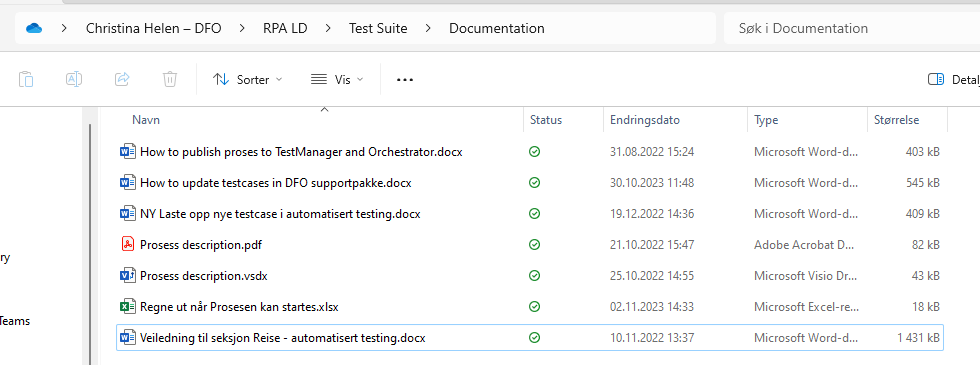 Christina Helen – DFO > RPA LD > Test Suite > Documentation Søk i Documentation
Sorter Vis ... Detal
Navn Status Endringsdato Type Størrelse
How to publish proses to TestManager and Orchestrator.docx 31.08.2022 15:24 Microsoft Word-d... 403 kB
How to update testcases in DFO supportpakke.docx 30.10.2023 11:48 Microsoft Word-d... 545 kB
NY Laste opp nye testcase i automatisert testing.docx 19.12.2022 14:36 Microsoft Word-d... 409 kB
Prosess description.pdf 21.10.2022 15:47 Adobe Acrobat D... 82 kB
ry
Prosess description.vsdx 25.10.2022 14:55 Microsoft Visio Dr... 43 kB
Regne ut når Prosesen kan startes.xlsx 02.11.2023 14:33 Microsoft Excel-re... 18 kB
Teams
Veiledning til seksjon Reise - automatisert testing.docx 10.11.2022 13:37 Microsoft Word-d... 1 431 kB